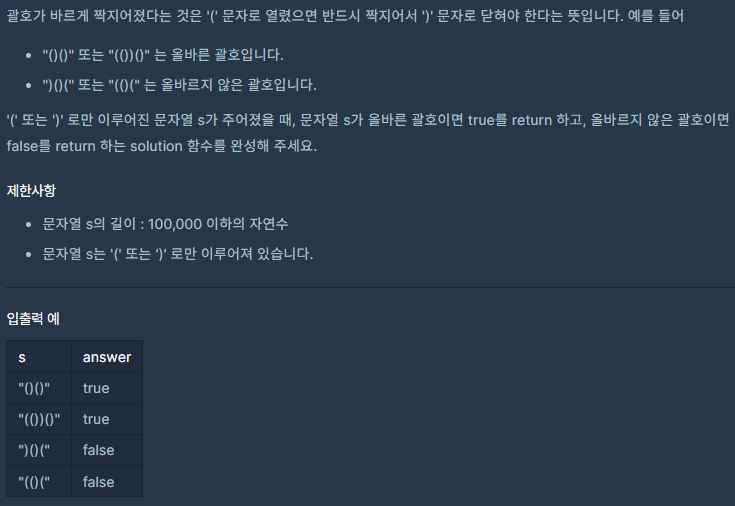 괄호가 바르게 짝지어졌다는 것은 '(' 문자로 열렸으면 반드시 짝지어서 ')' 문자로 닫혀야 한다는 뜻입니다. 예를 들어
"()()" 또는 "(())()" 는 올바른 괄호입니다.
")()(" 또는 "(()(" 는 올바르지 않은 괄호입니다.
'(' 또는 ')' 로만 이루어진 문자열 s가 주어졌을 때, 문자열 s가 올바른 괄호이면 true를 return 하고, 올바르지 않은 괄호이면
false를 return 하는 solution 함수를 완성해 주세요.
제한사항
문자열 s의 길이 : 100,000 이하의 자연수
문자열 s는 '(' 또는 ')' 로만 이루어져 있습니다.
입출력 예
s answer
"()()" true
"(())()" true
")()(" false
"(()(" false